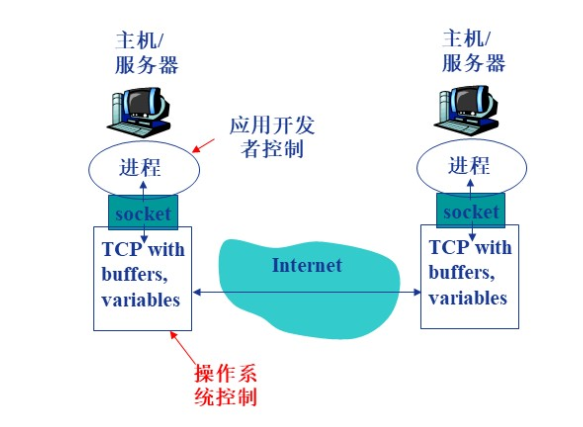 主机/
服务器
主机/
服务器
应用开发
者控制
进程
进程
socket
socket
TCP with
buffers,
variables
Internet
TCP with
buffers,
variables
操作系
统控制